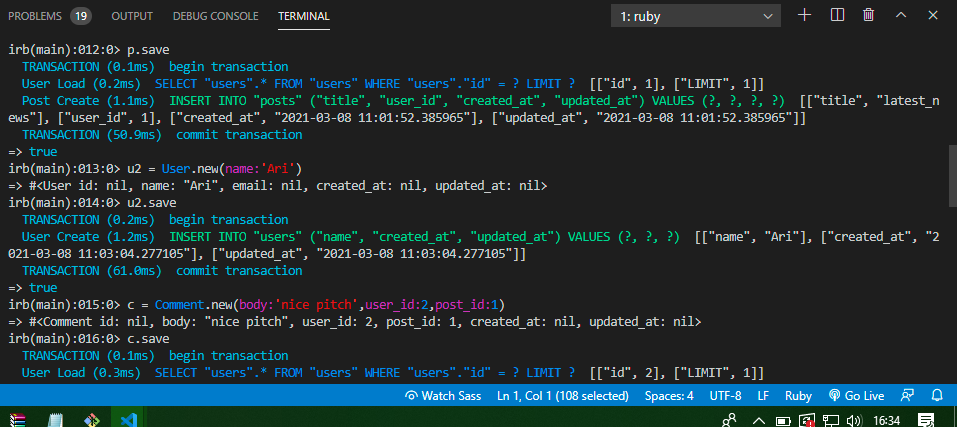 PROBLEMS 19 OUTPUT DEBUG CONSOLE TERMINAL 1: ruby
irb(main):012:0> p.save
TRANSACTION (0.1ms) begin transaction
User Load (0.2ms) SELECT "users".* FROM "users" WHERE "users"."id" = ? LIMIT ? [["id", 1], ["LIMIT", 1]]
Post Create (1.1ms) INSERT INTO "posts" ("title", "user_id", "created_at", "updated_at") VALUES (?, ?, ?, ?) [["title", "latest_n
ews"], ["user_id", 1], ["created_at", "2021-03-08 11:01:52.385965"], ["updated_at", "2021-03-08 11:01:52.385965"]]
TRANSACTION (50.9ms) commit transaction
=> true
irb(main):013:0> u2 = User.new(name:'Ari')
=> #<User id: nil, name: "Ari", email: nil, created_at: nil, updated_at: nil>
irb(main):014:0> u2.save
TRANSACTION (0.2ms) begin transaction
User Create (1.2ms) INSERT INTO "users" ("name", "created_at", "updated_at") VALUES (?, ?, ?) [["name", "Ari"], ["created_at", "2
021-03-08 11:03:04.277105"], ["updated_at", "2021-03-08 11:03:04.277105"]]
TRANSACTION (61.0ms) commit transaction
=> true
irb(main):015:0> c = Comment.new(body:'nice pitch',user_id:2,post_id:1)
=> #<Comment id: nil, body: "nice pitch", user_id: 2, post_id: 1, created_at: nil, updated_at: nil>
irb(main):016:0> c.save
TRANSACTION (0.1ms) begin transaction
User Load (0.3ms) SELECT "users".* FROM "users" WHERE "users"."id" = ? LIMIT ? [["id", 2], ["LIMIT", 1]]
Watch Sass Ln 1, Col 1 (108 selected) Spaces: 4 UTF-8 LF Ruby Go Live
16:34